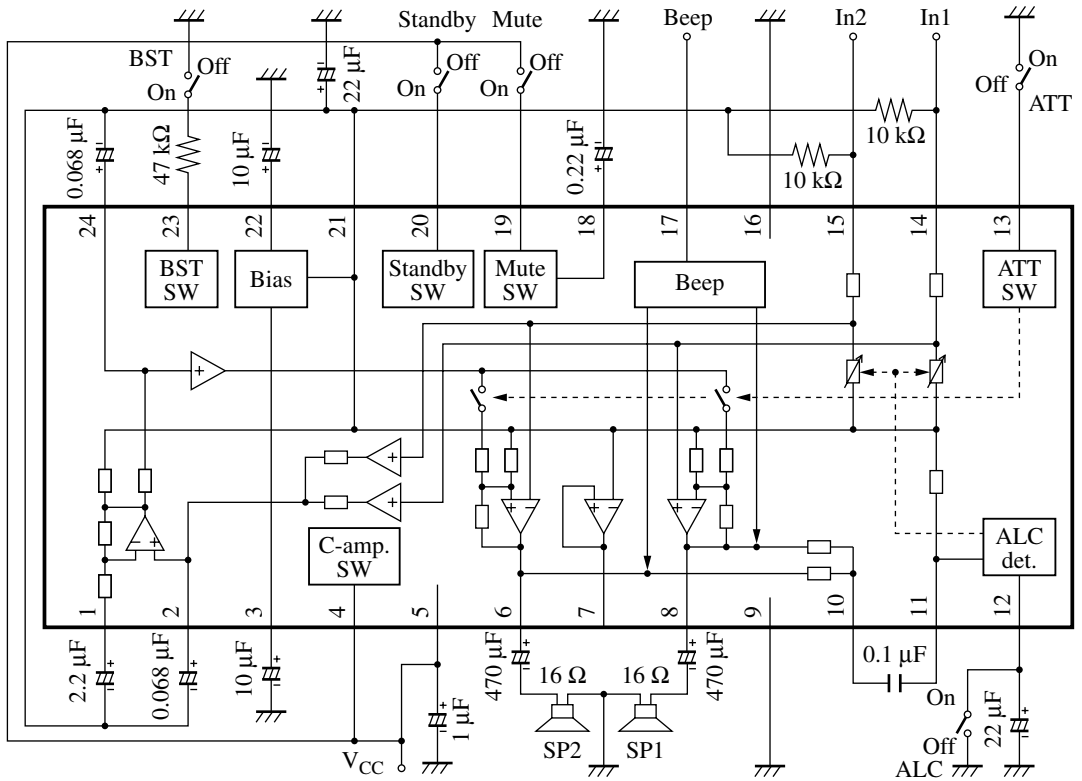 Standby Mute
Beep
In2
In1
BST
Off
On
22 µF
Off
On
Off
On
On
Off
ATT
0.068 µF
47 kΩ
10 µF
0.22 µF
10 kΩ
10 kΩ
24
23
22
21
20
19
18
17
16
15
14
13
BST
SW
Bias
Standby
SW
Mute
SW
Beep
ATT
SW
+
+
+
− +
+ −
− +
+ −
C-amp.
SW
ALC
det.
1
2
3
4
5
6
7
8
9
10
11
12
2.2 µF
0.068 µF
10 µF
1 µF
470 µF
16 Ω
16 Ω
470 µF
0.1 µF
SP2
SP1
VCC
On
Off
ALC
22 µF